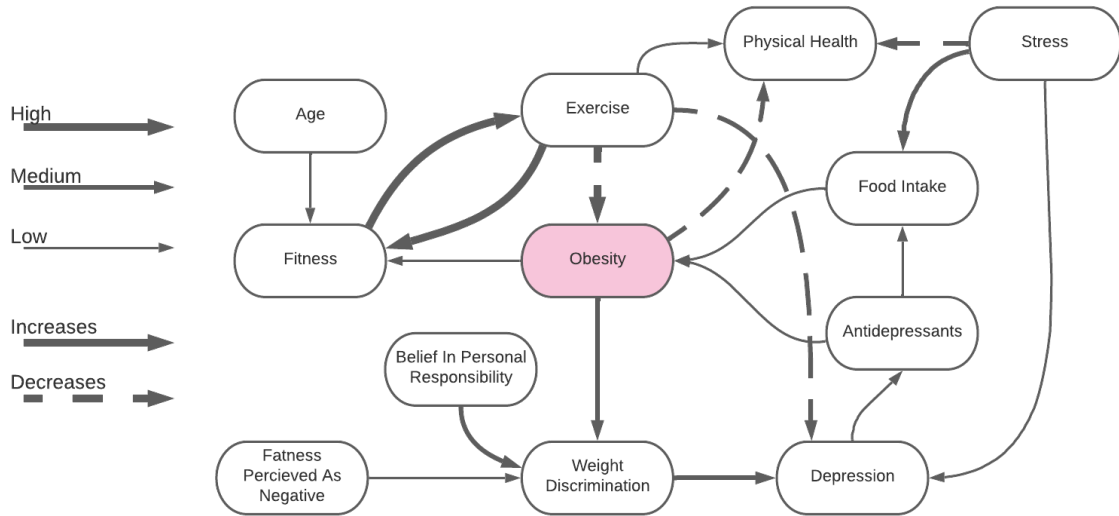 High
Medium
Low
Increases
Decreases
Age
Exercise
Physical Health
Stress
Fitness
Obesity
Food Intake
Antidepressants
Belief In Personal
Responsibility
Fatness
Percieved As
Negative
Weight
Discrimination
Depression